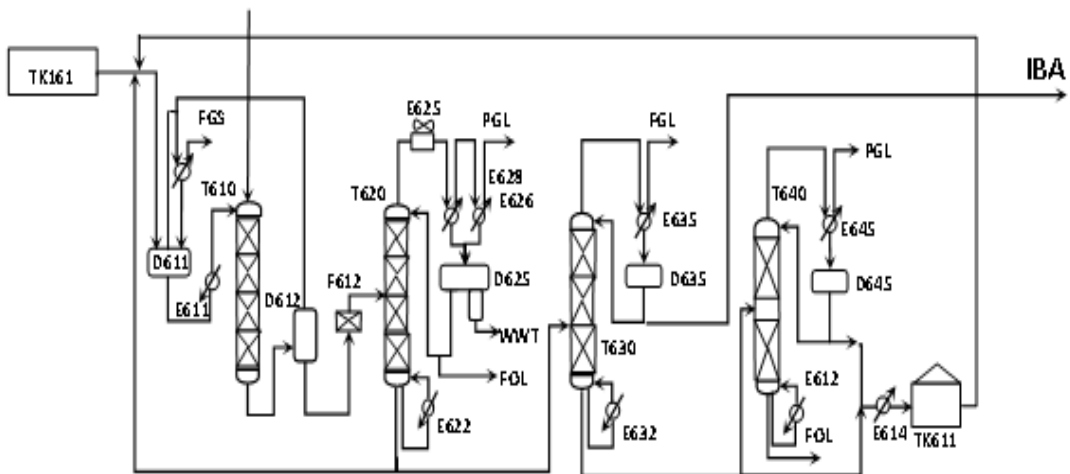 TK161
FGS
T610
D611
E611
D612
F612
E625
PGL
E628
E626
T620
D625
WWT
FOL
E622
PGL
E635
D635
T630
E632
IBA
PGL
T640
E645
D645
E612
FOL
E614
TK611